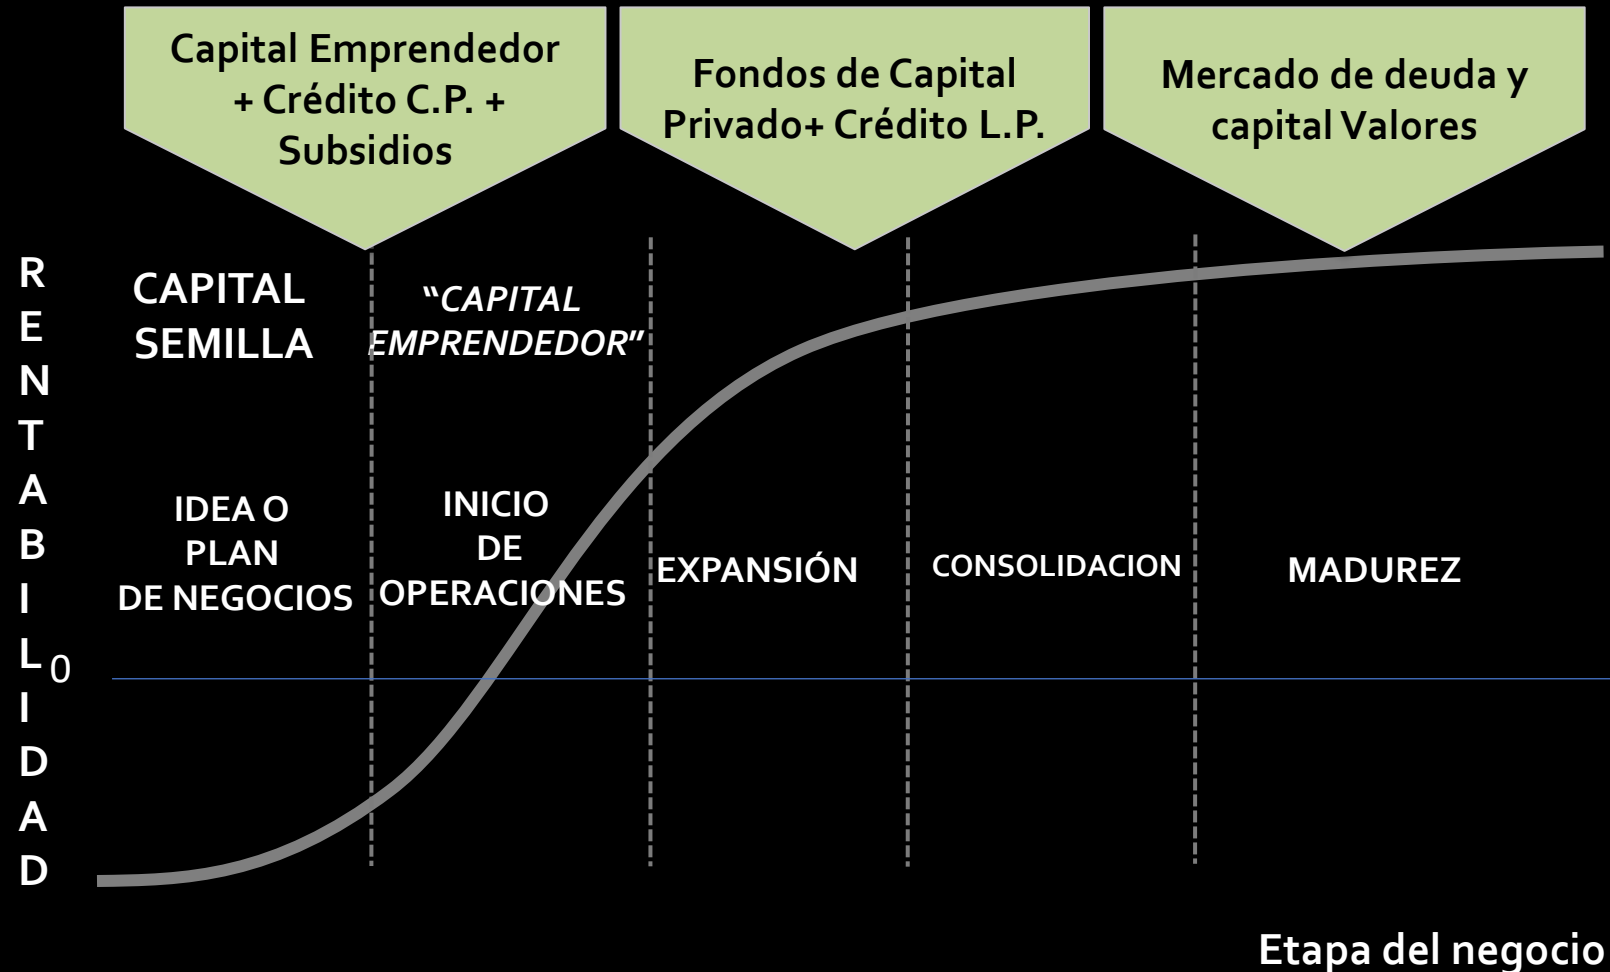 Capital Emprendedor
+ Crédito C.P. +
Subsidios
Fondos de Capital
Privado+ Crédito L.P.
Mercado de deuda y
capital Valores
RENTABILIDAD
CAPITAL
SEMILLA
“CAPITAL
EMPRENDEDOR”
IDEA O
PLAN
DE NEGOCIOS
INICIO
DE
OPERACIONES
EXPANSIÓN
CONSOLIDACION
MADUREZ
0
Etapa del negocio